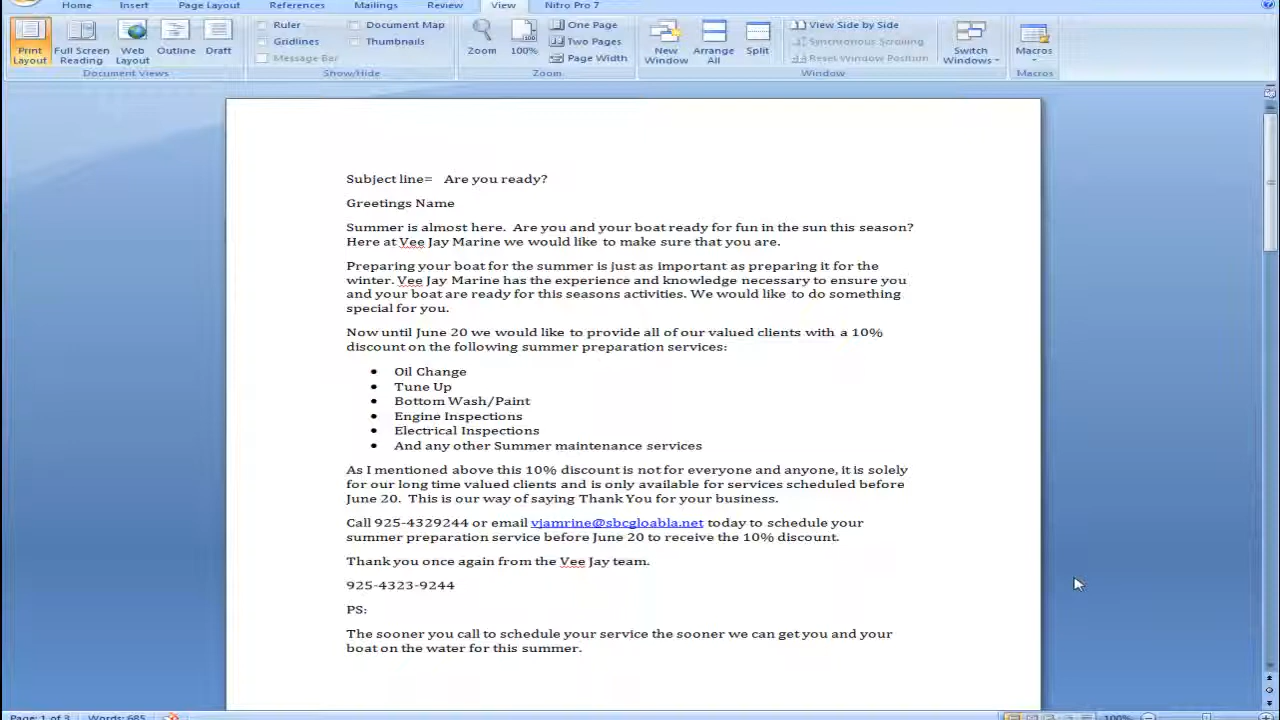 Home Insert Page Layout References Mailings Review View Nitro Pro 7
Ruler Document Map One Page View Side by Side
Gridlines Thumbnails Two Pages Synchronous Scrolling
Message Bar Page Width Reset Window Position
Print Layout Full Screen Reading Web Layout Outline Draft Zoom 100% New Window Arrange All Split Switch Windows Macros
Document Views Show/Hide Zoom Window Macros
Subject line= Are you ready?
Greetings Name
Summer is almost here. Are you and your boat ready for fun in the sun this season?
Here at Vee Jay Marine we would like to make sure that you are.
Preparing your boat for the summer is just as important as preparing it for the
winter. Vee Jay Marine has the experience and knowledge necessary to ensure you
and your boat are ready for this seasons activities. We would like to do something
special for you.
Now until June 20 we would like to provide all of our valued clients with a 10%
discount on the following summer preparation services:
• Oil Change
• Tune Up
• Bottom Wash/Paint
• Engine Inspections
• Electrical Inspections
• And any other Summer maintenance services
As I mentioned above this 10% discount is not for everyone and anyone, it is solely
for our long time valued clients and is only available for services scheduled before
June 20. This is our way of saying Thank You for your business.
Call 925-4329244 or email vjamrine@sbcgloabla.net today to schedule your
summer preparation service before June 20 to receive the 10% discount.
Thank you once again from the Vee Jay team.
925-4323-9244
PS:
The sooner you call to schedule your service the sooner we can get you and your
boat on the water for this summer.
Page: 1 of 3 Words: 685 100%